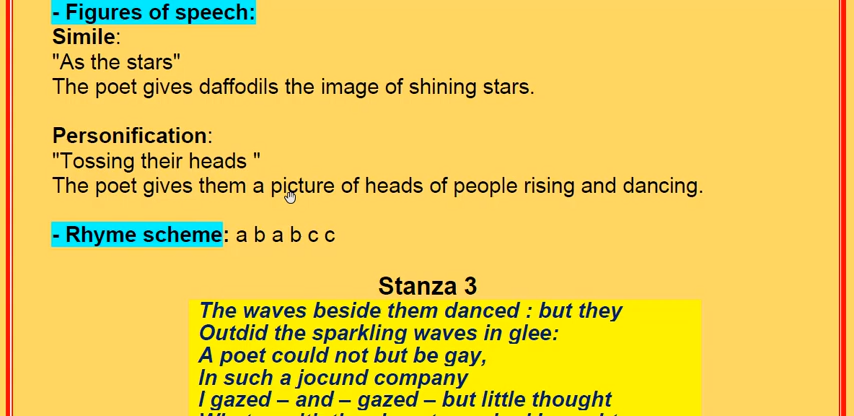 - Figures of speech:
Simile:
"As the stars"
The poet gives daffodils the image of shining stars.
Personification:
"Tossing their heads "
The poet gives them a picture of heads of people rising and dancing.
- Rhyme scheme: a b a b c c
Stanza 3
The waves beside them danced : but they
Outdid the sparkling waves in glee:
A poet could not but be gay,
In such a jocund company
I gazed – and – gazed – but little thought